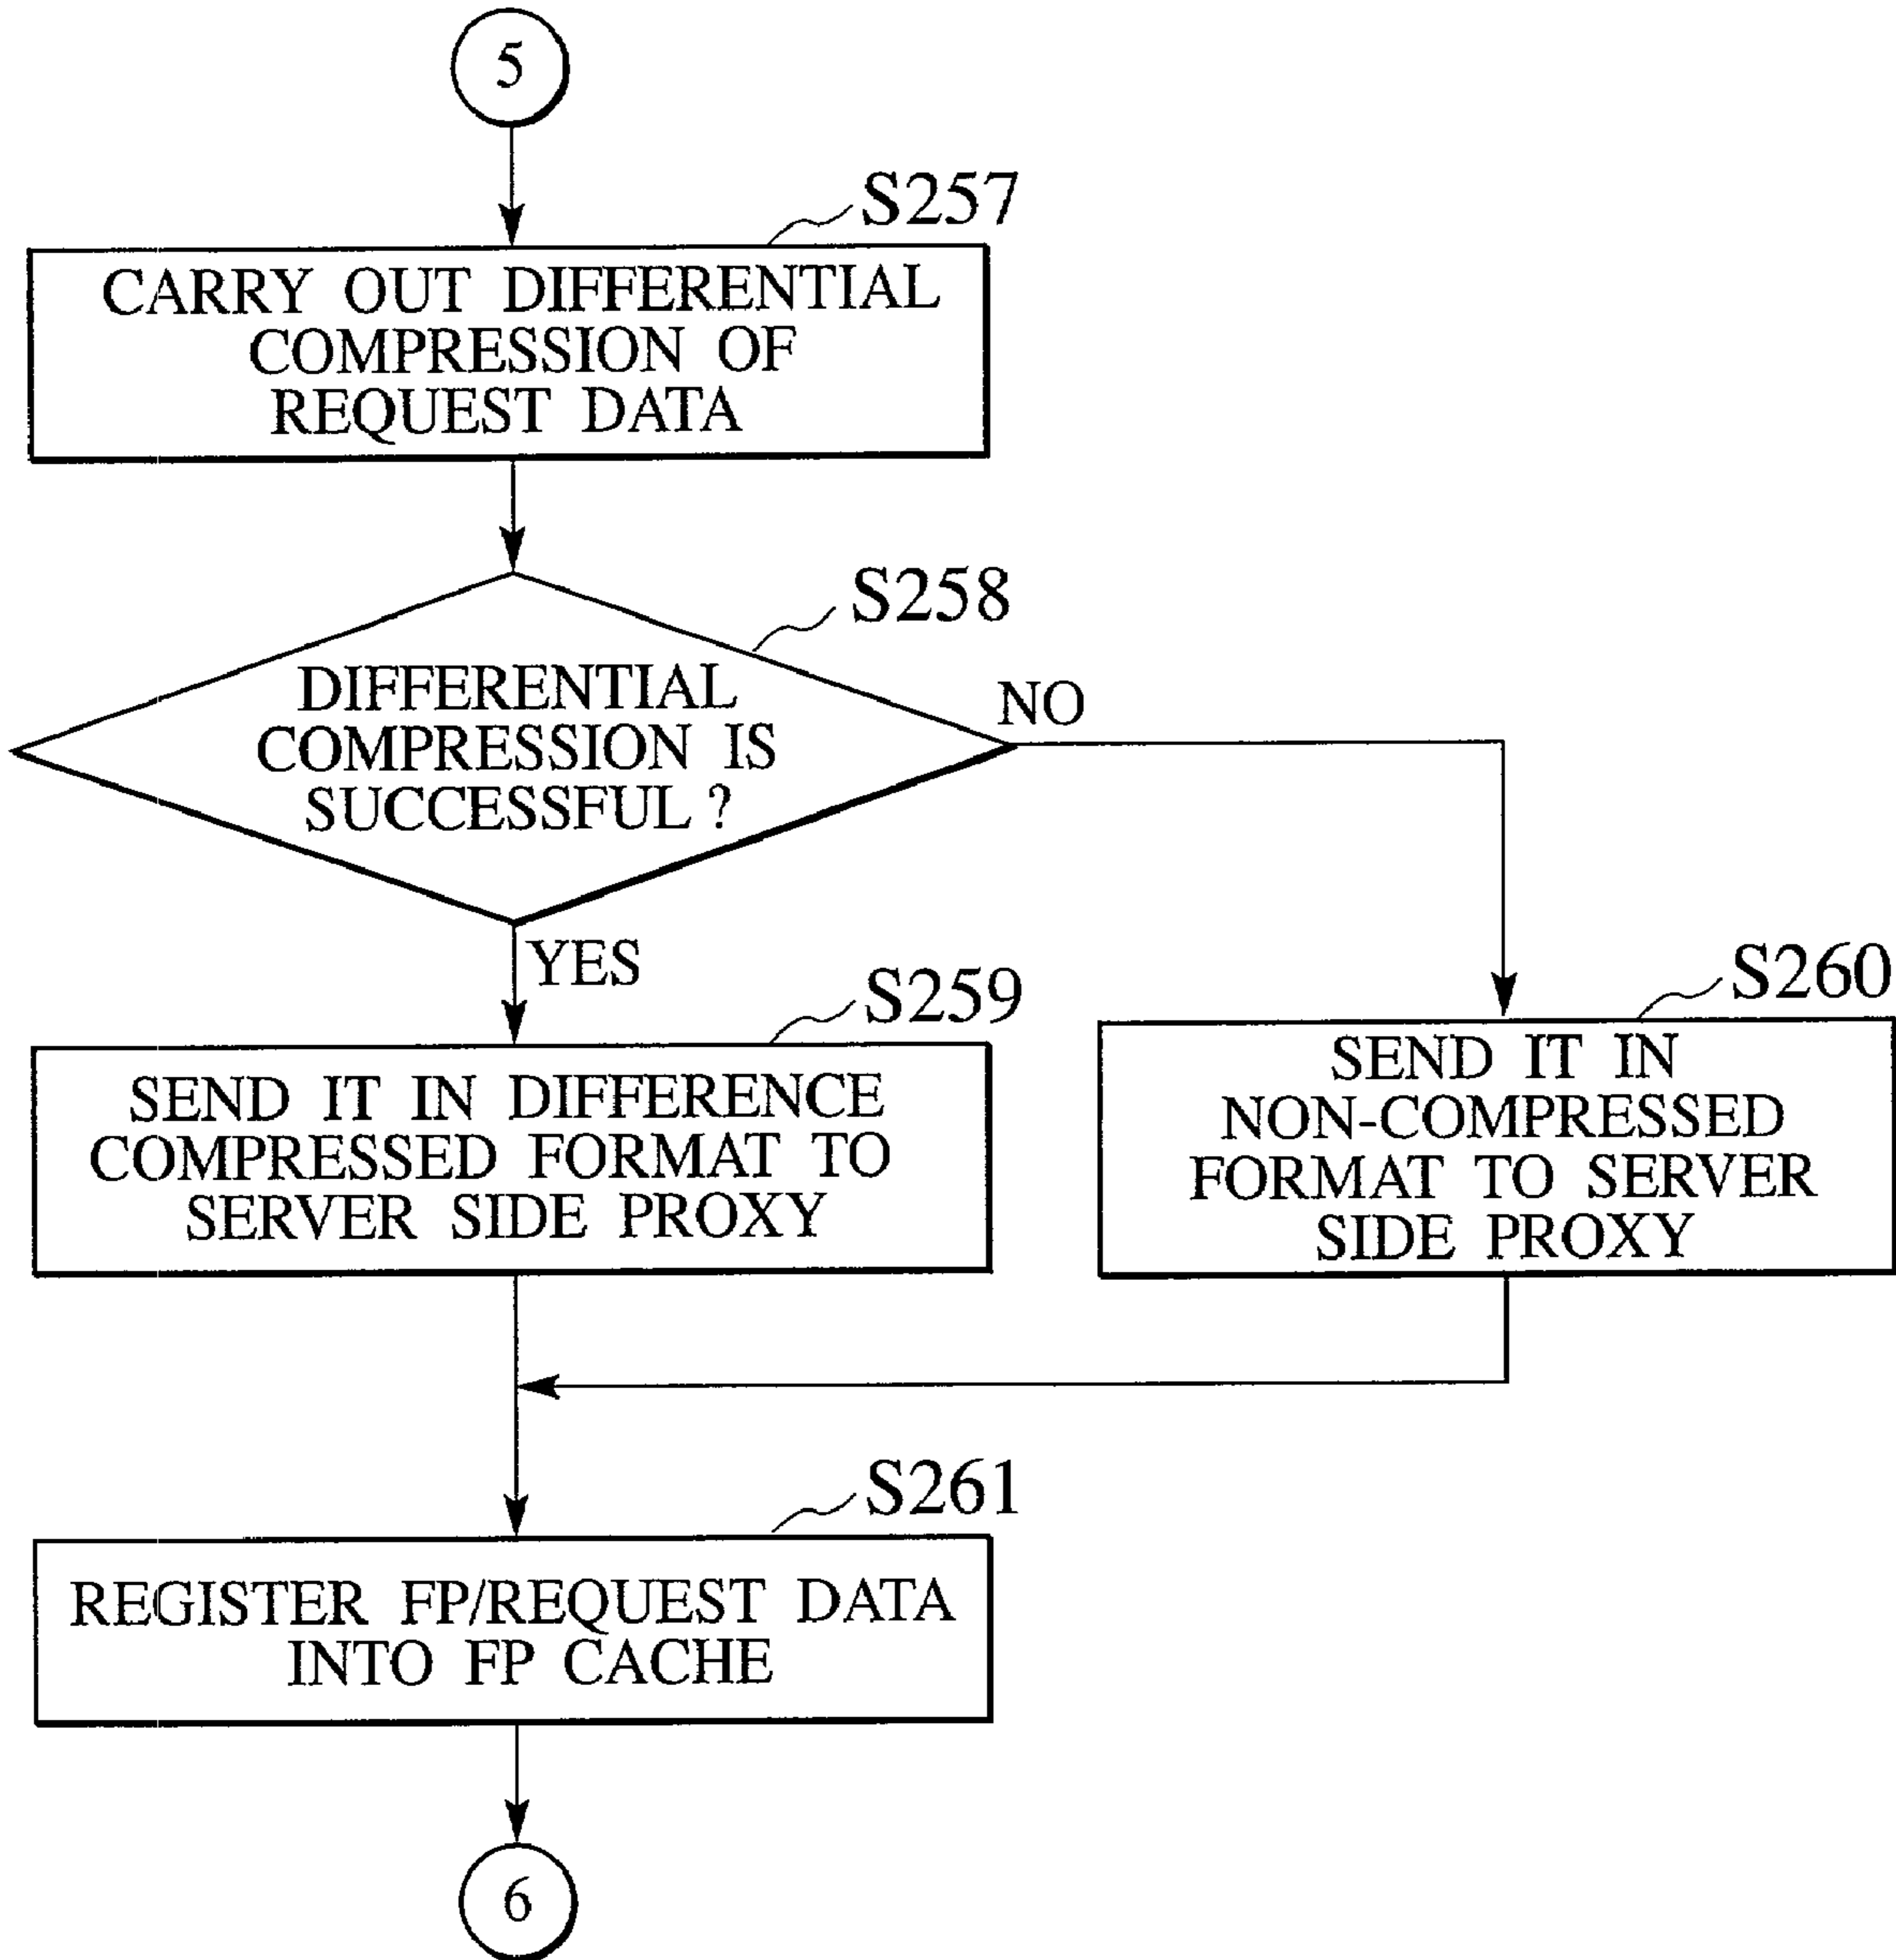 5
S257
CARRY OUT DIFFERENTIAL
COMPRESSION OF
REQUEST DATA
S258
DIFFERENTIAL
COMPRESSION IS
SUCCESSFUL ?
NO
YES
S259
SEND IT IN DIFFERENCE
COMPRESSED FORMAT TO
SERVER SIDE PROXY
S260
SEND IT IN
NON-COMPRESSED
FORMAT TO SERVER
SIDE PROXY
S261
REGISTER FP/REQUEST DATA
INTO FP CACHE
6